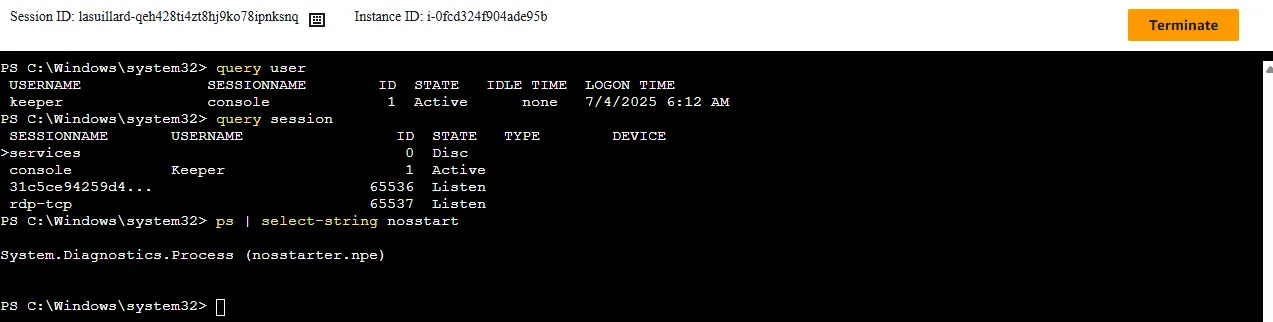 Session ID: lasuillard-qeh428ti4zt8hj9ko78ipnksnq Instance ID: i-0fcd324f904ade95b Terminate
PS C:\Windows\system32> query user
USERNAME SESSIONNAME ID STATE IDLE TIME LOGON TIME
keeper console 1 Active none 7/4/2025 6:12 AM
PS C:\Windows\system32> query session
SESSIONNAME USERNAME ID STATE TYPE DEVICE
>services 0 Disc
console Keeper 1 Active
31c5ce94259d4... 65536 Listen
rdp-tcp 65537 Listen
PS C:\Windows\system32> ps | select-string nosstart
System.Diagnostics.Process (nosstarter.npe)
PS C:\Windows\system32>